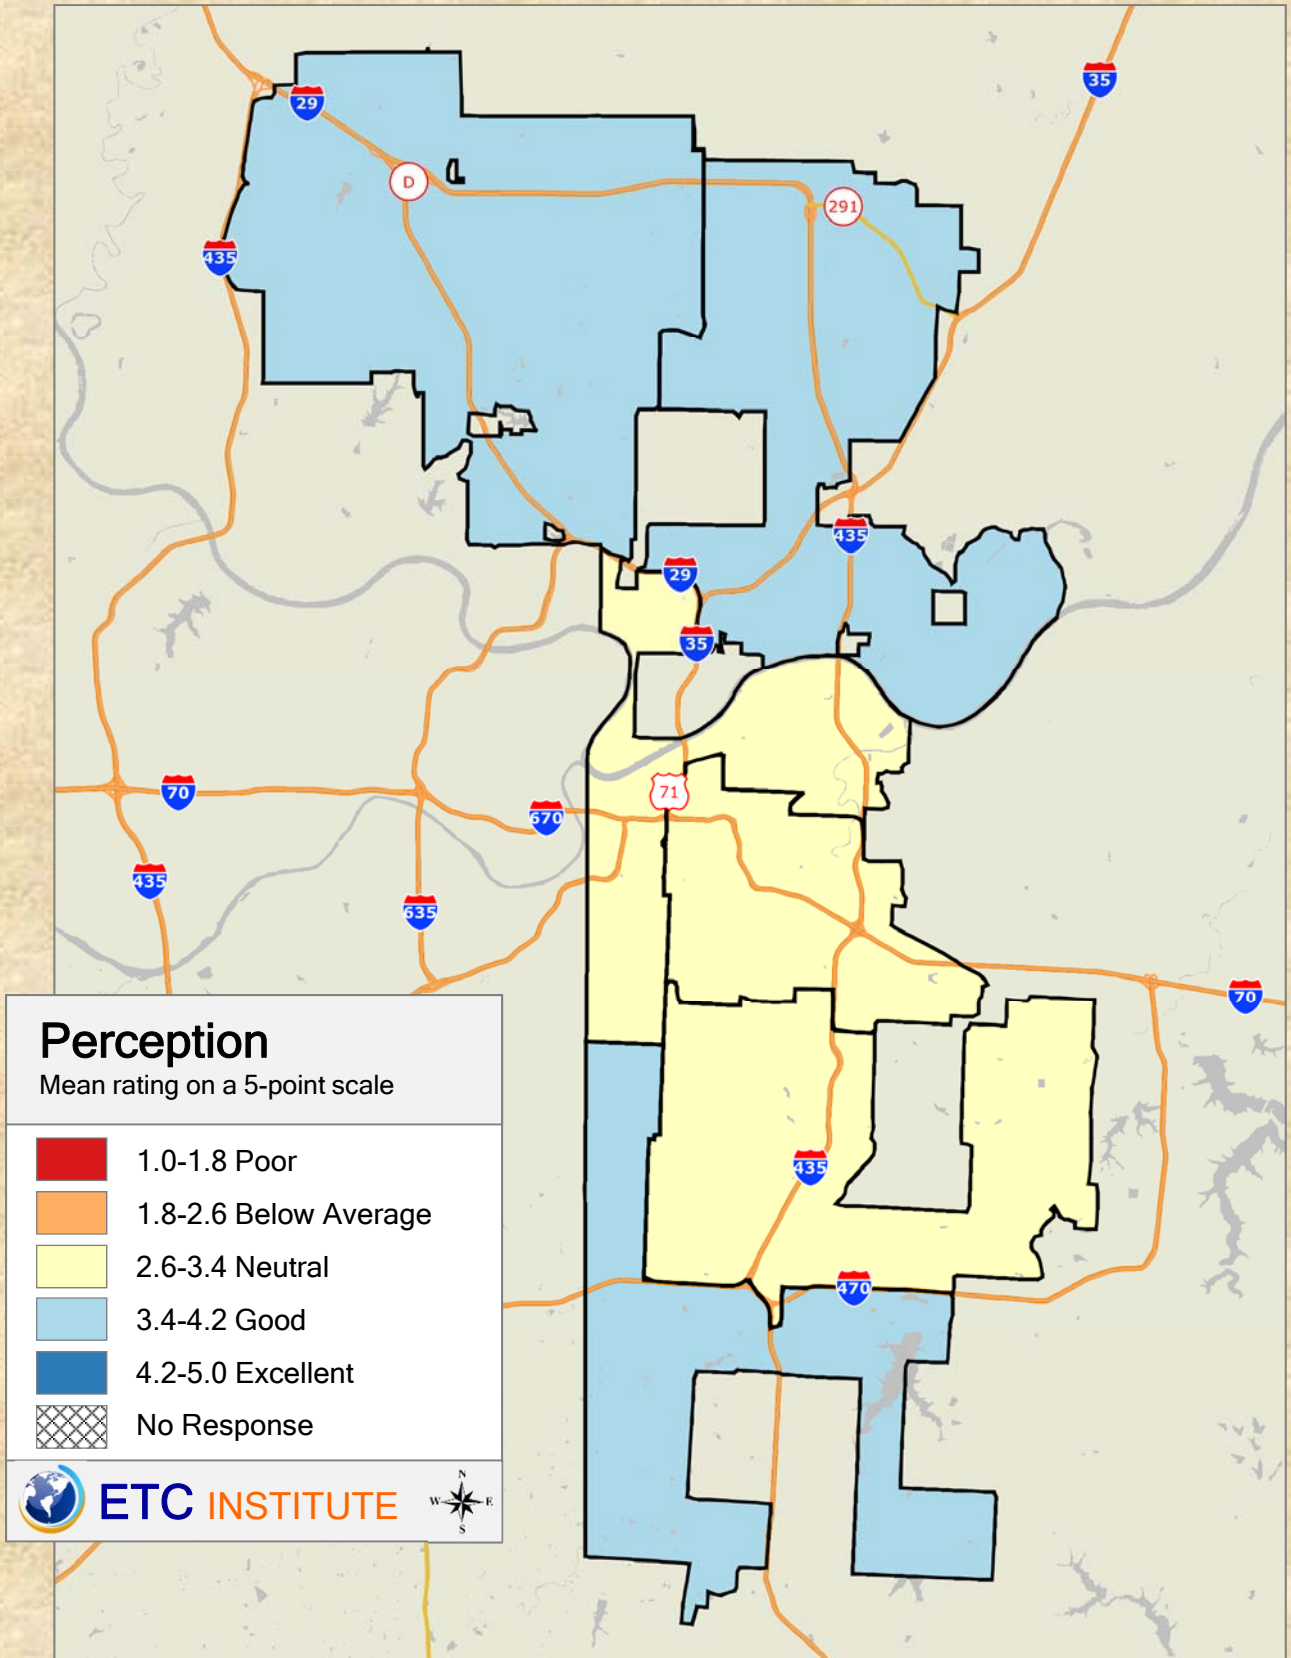 35
29
D
291
435
435
29
35
70
71
670
435
635
70
435
470
Perception
Mean rating on a 5-point scale
1.0-1.8 Poor
1.8-2.6 Below Average
2.6-3.4 Neutral
3.4-4.2 Good
4.2-5.0 Excellent
No Response
ETC INSTITUTE
N
W E
S